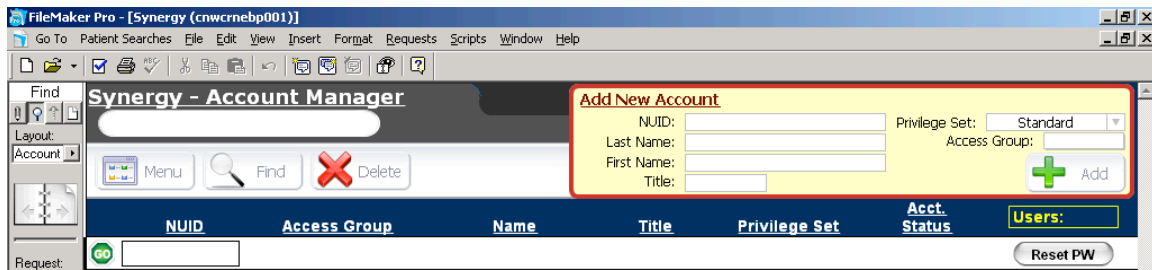 FileMaker Pro - [Synergy (cnwcrnebp001)]
Go To Patient Searches File Edit View Insert Format Requests Scripts Window Help
Find
Layout:
Account
Request:
Synergy - Account Manager
Menu Find Delete
Add New Account
NUID: Privilege Set: Standard
Last Name: Access Group:
First Name:
Title: Add
NUID Access Group Name Title Privilege Set Acct. Status Users:
GO Reset PW